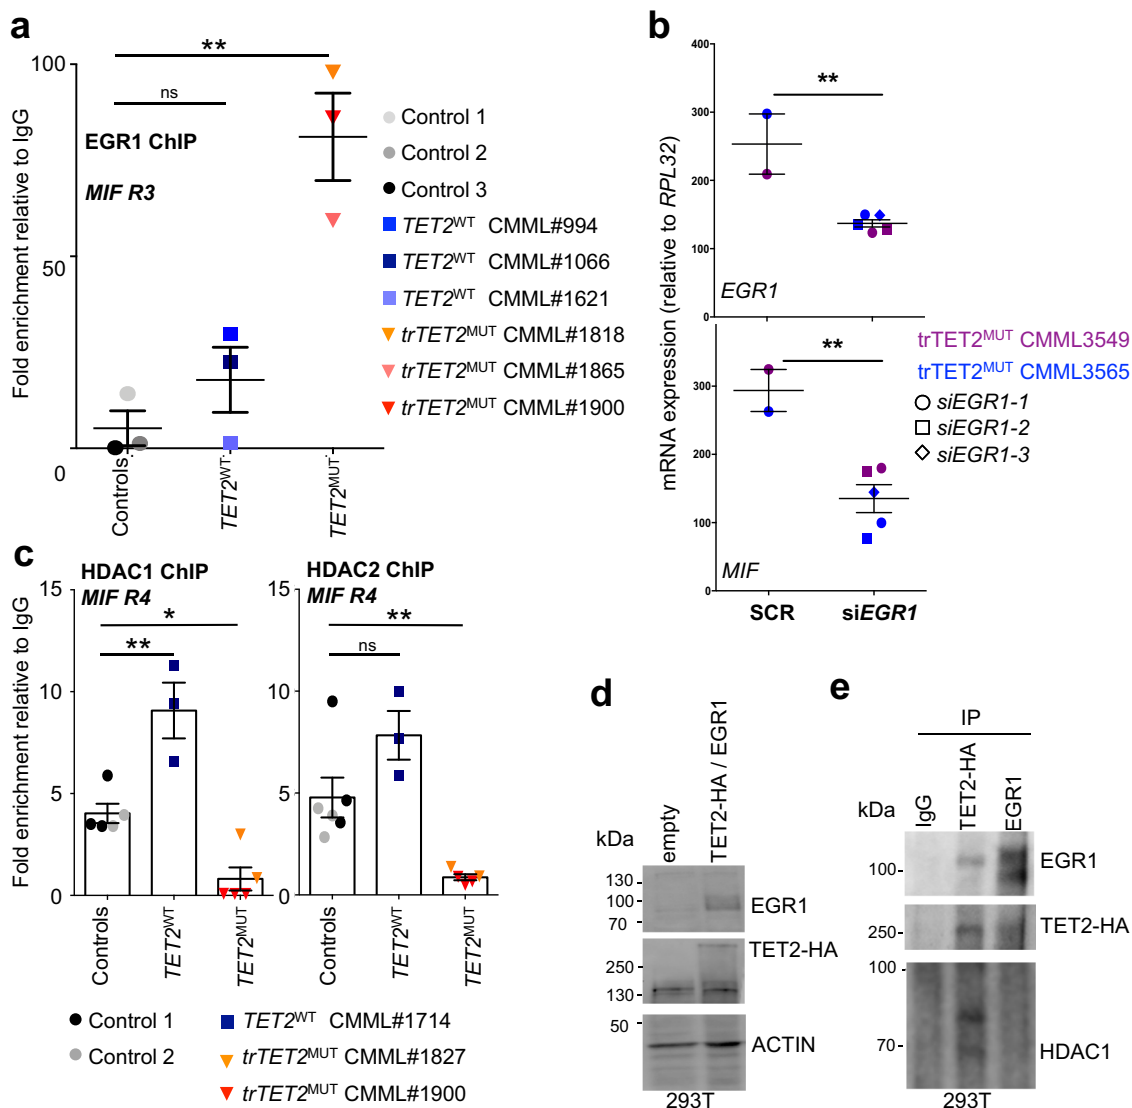 a
Fold enrichment relative to IgG
100
50
0
**
ns
EGR1 ChIP
MIF R3
Controls
TET2WT
TET2MUT
Control 1
Control 2
Control 3
TET2WT CMML#994
TET2WT CMML#1066
TET2WT CMML#1621
trTET2MUT CMML#1818
trTET2MUT CMML#1865
trTET2MUT CMML#1900
b
mRNA expression (relative to RPL32)
400
300
200
100
0
**
EGR1
300
200
100
0
**
MIF
SCR
siEGR1
trTET2MUT CMML3549
trTET2MUT CMML3565
siEGR1-1
siEGR1-2
siEGR1-3
c
Fold enrichment relative to IgG
HDAC1 ChIP
MIF R4
15
10
5
0
*
**
Controls
TET2WT
TET2MUT
HDAC2 ChIP
MIF R4
15
10
5
0
**
ns
Controls
TET2WT
TET2MUT
Control 1
Control 2
TET2WT CMML#1714
trTET2MUT CMML#1827
trTET2MUT CMML#1900
d
kDa
empty
TET2-HA / EGR1
130
100
70
EGR1
250
130
TET2-HA
50
ACTIN
293T
e
IP
kDa
IgG
TET2-HA
EGR1
100
EGR1
250
TET2-HA
100
70
HDAC1
293T